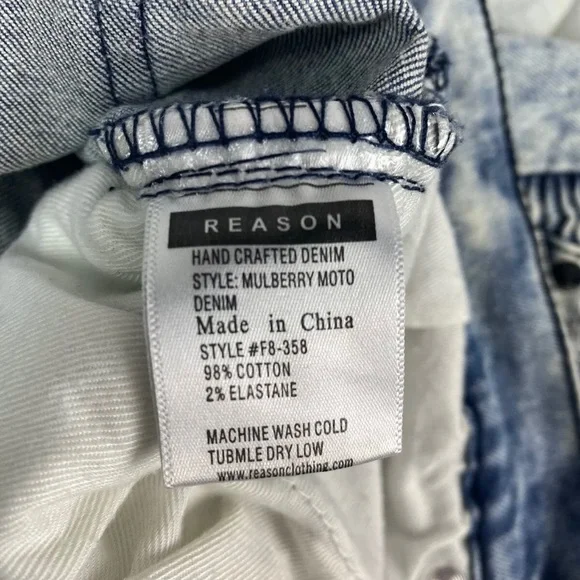 REASON
HAND CRAFTED DENIM
STYLE: MULBERRY MOTO
DENIM
Made in China
STYLE #F8-358
98% COTTON
2% ELASTANE
MACHINE WASH COLD
TUBMLE DRY LOW
www.reasonclothing.com